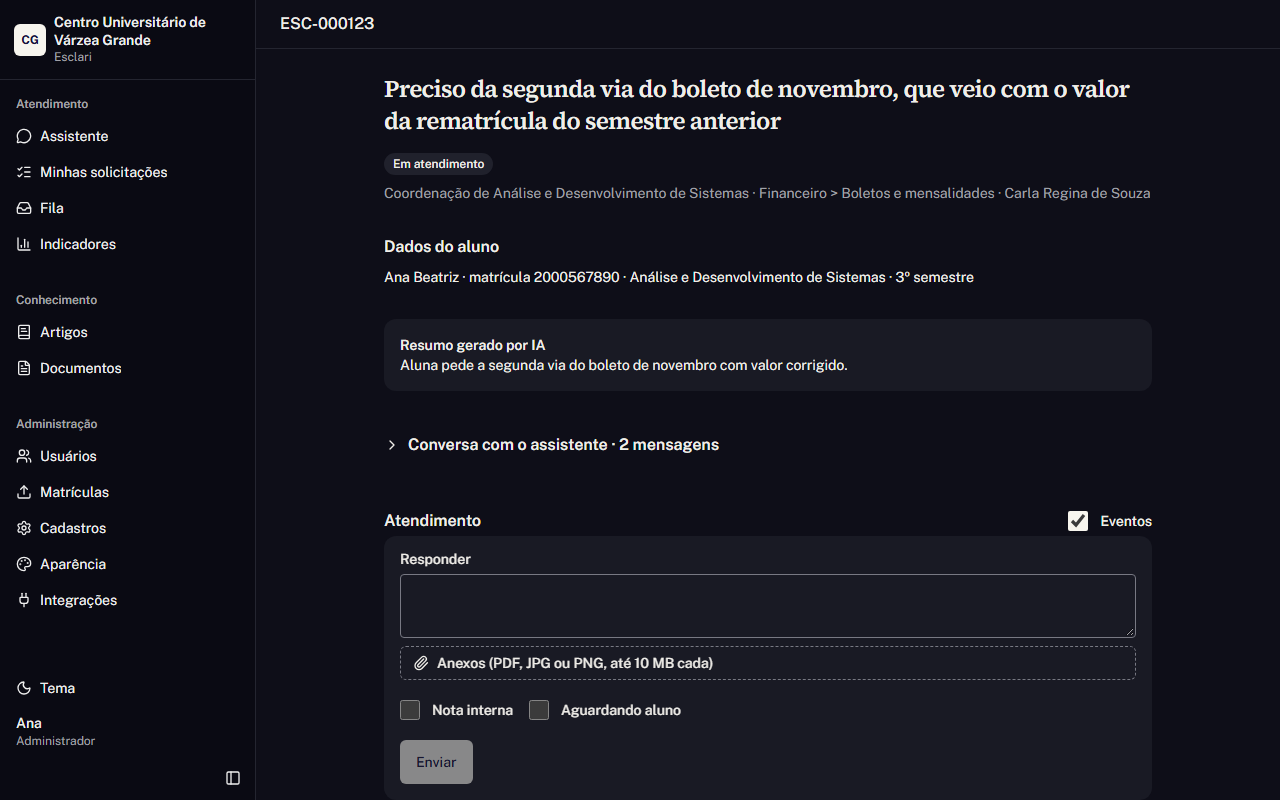 CG
Centro Universitário de
Várzea Grande
Esclari
Atendimento
Assistente
Minhas solicitações
Fila
Indicadores
Conhecimento
Artigos
Documentos
Administração
Usuários
Matrículas
Cadastros
Aparência
Integrações
Tema
Ana
Administrador
ESC-000123
Preciso da segunda via do boleto de novembro, que veio com o valor
da rematrícula do semestre anterior
Em atendimento
Coordenação de Análise e Desenvolvimento de Sistemas · Financeiro > Boletos e mensalidades · Carla Regina de Souza
Dados do aluno
Ana Beatriz · matrícula 2000567890 · Análise e Desenvolvimento de Sistemas · 3º semestre
Resumo gerado por IA
Aluna pede a segunda via do boleto de novembro com valor corrigido.
Conversa com o assistente · 2 mensagens
Atendimento
Eventos
Responder
Anexos (PDF, JPG ou PNG, até 10 MB cada)
Nota interna
Aguardando aluno
Enviar